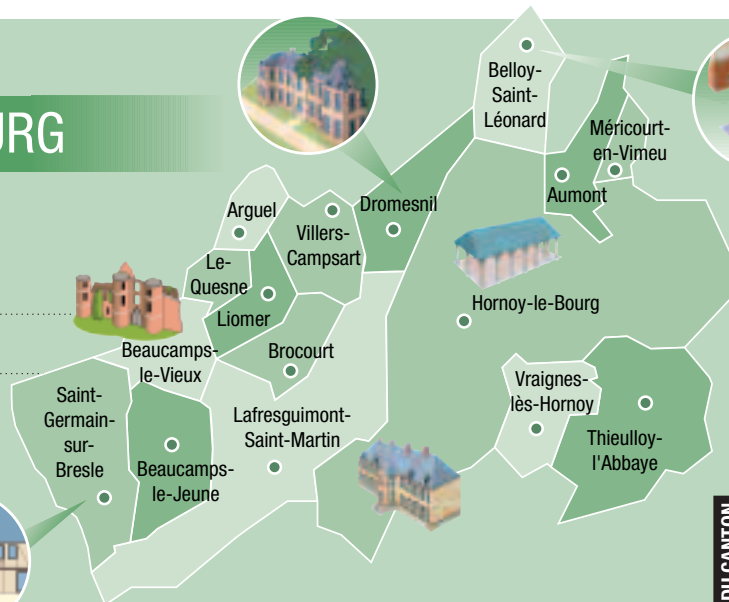 URG
Belloy-
Saint-
Léonard
Méricourt-
en-Vimeu
Aumont
Dromesnil
Arguel
Villers-
Campsart
Le-
Quesne
Liomer
Hornoy-le-Bourg
Beaucamps-
le-Vieux
Brocourt
Saint-
Germain-
sur-
Bresle
Lafresguimont-
Saint-Martin
Vraignes-
lès-Hornoy
Thieulloy-
l'Abbaye
Beaucamps-
le-Jeune
DU CANTON